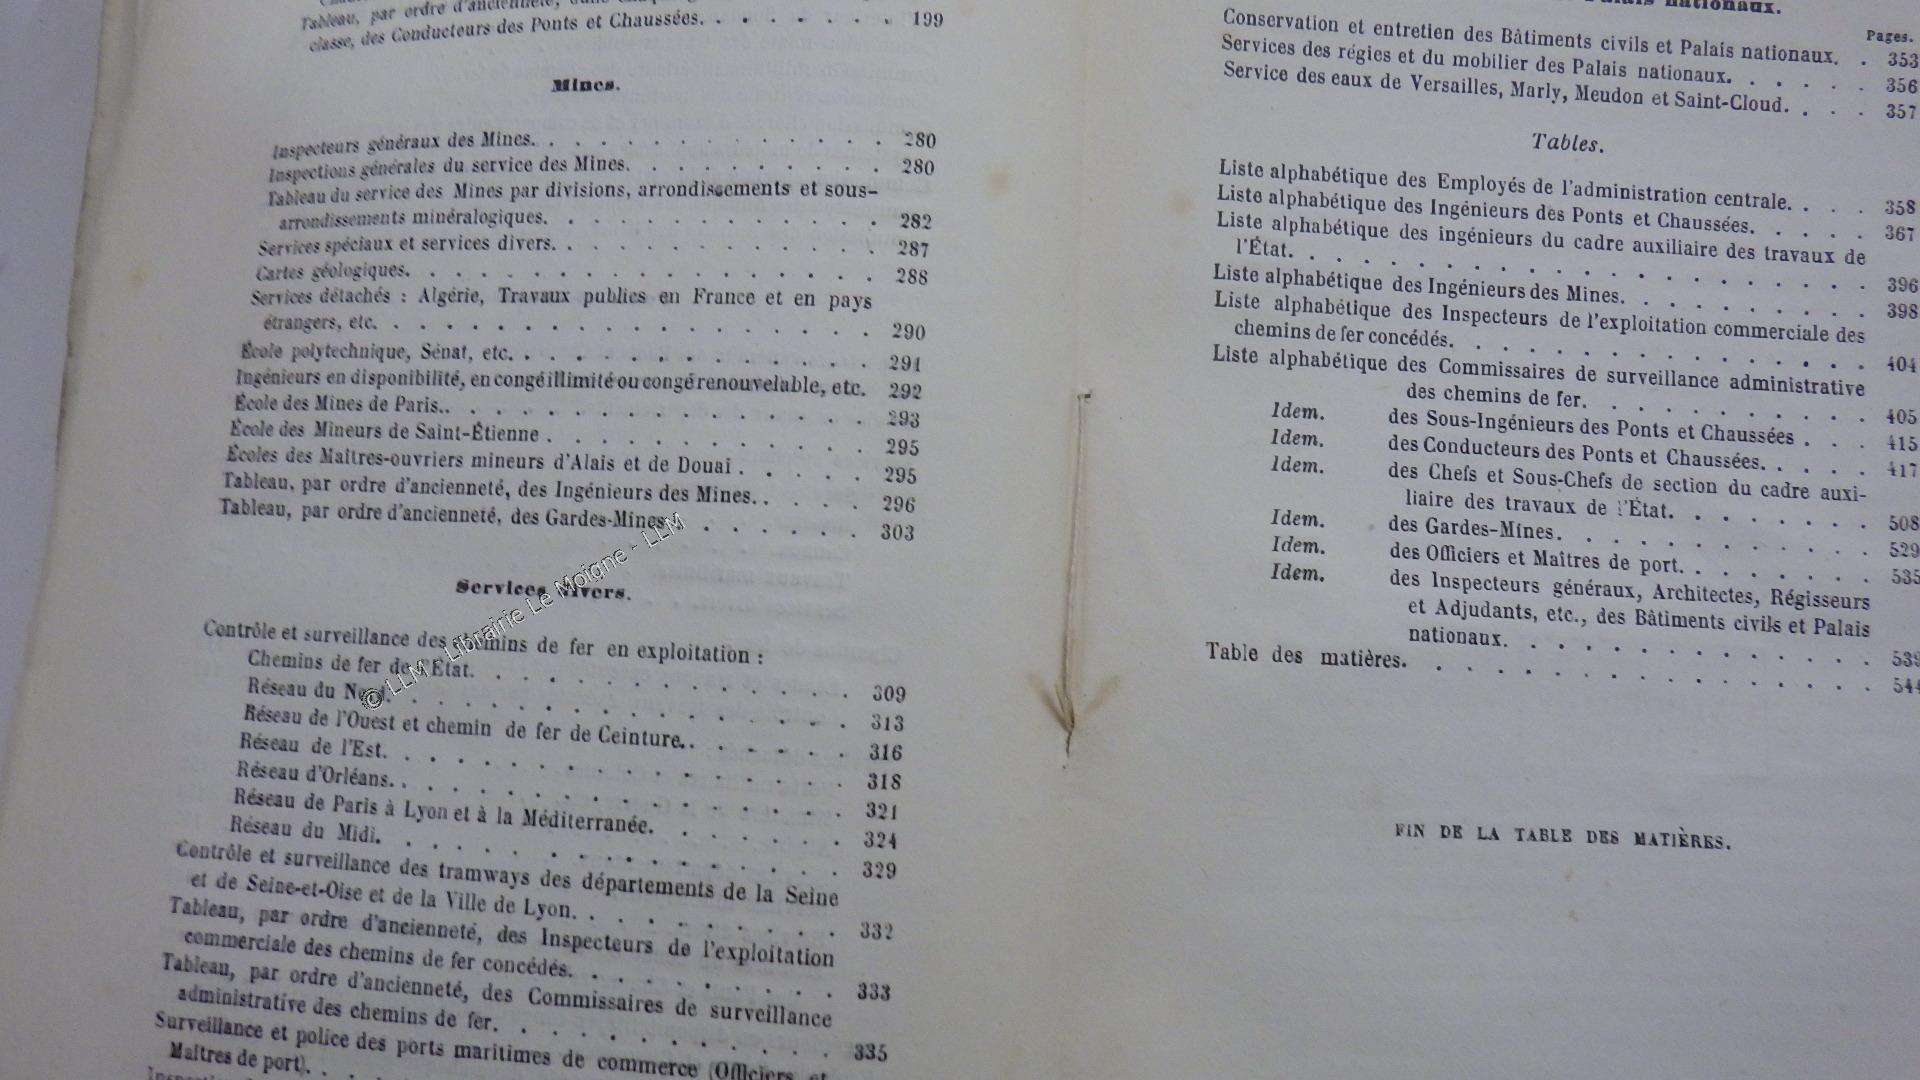 Tableau, par ordre d'ancienneté,
classe, des Conducteurs des Ponts et Chaussées. . . . . . . . 199
Mines.
Inspecteurs généraux des Mines. . . . . . . . . . . . . . 280
Inspections générales du service des Mines. . . . . . . . . . 280
Tableau du service des Mines par divisions, arrondissements et sous-
arrondissements minéralogiques. . . . . . . . . . . . . 282
Services spéciaux et services divers. . . . . . . . . . . . . 287
Cartes géologiques. . . . . . . . . . . . . . . . . 288
Services détachés : Algérie, Travaux publics en France et en pays
étrangers, etc. . . . . . . . . . . . . . . . . . . 290
École polytechnique, Sénat, etc. . . . . . . . . . . . . . 291
Ingénieurs en disponibilité, en congé illimité ou congé renouvelable, etc. 292
École des Mines de Paris. . . . . . . . . . . . . . . . 293
École des Mineurs de Saint-Étienne . . . . . . . . . . . . 295
Écoles des Maîtres-ouvriers mineurs d'Alais et de Douai . . . . . 295
Tableau, par ordre d'ancienneté, des Ingénieurs des Mines. . . . . 296
Tableau, par ordre d'ancienneté, des Gardes-Mines. . . . . . . 303
Services divers.
Contrôle et surveillance des chemins de fer en exploitation :
Chemins de fer de l'État. . . . . . . . . . . . . . . 309
Réseau du Nord. . . . . . . . . . . . . . . . . . 313
Réseau de l'Ouest et chemin de fer de Ceinture. . . . . . . 316
Réseau de l'Est. . . . . . . . . . . . . . . . . . 318
Réseau d'Orléans. . . . . . . . . . . . . . . . . . 321
Réseau de Paris à Lyon et à la Méditerranée. . . . . . . . 324
Réseau du Midi. . . . . . . . . . . . . . . . . . 329
Contrôle et surveillance des tramways des départements de la Seine
et de Seine-et-Oise et de la Ville de Lyon. . . . . . . . . . 332
Tableau, par ordre d'ancienneté, des Inspecteurs de l'exploitation
commerciale des chemins de fer concédés. . . . . . . . . . 333
Tableau, par ordre d'ancienneté, des Commissaires de surveillance
administrative des chemins de fer. . . . . . . . . . . . . 335
Surveillance et police des ports maritimes de commerce (Officiers et
Maîtres de port). . . .
© LLM - Librairie Le Moigne - LLM
Palais nationaux.
Pages.
Conservation et entretien des Bâtiments civils et Palais nationaux. . 353
Services des régies et du mobilier des Palais nationaux. . . . . . 356
Service des eaux de Versailles, Marly, Meudon et Saint-Cloud. . . . 357
Tables.
Liste alphabétique des Employés de l'administration centrale. . . . 358
Liste alphabétique des Ingénieurs des Ponts et Chaussées. . . . . 367
Liste alphabétique des ingénieurs du cadre auxiliaire des travaux de
l'État. . . . . . . . . . . . . . . . . . . . . . 396
Liste alphabétique des Ingénieurs des Mines. . . . . . . . . . 398
Liste alphabétique des Inspecteurs de l'exploitation commerciale des
chemins de fer concédés. . . . . . . . . . . . . . . . 404
Liste alphabétique des Commissaires de surveillance administrative
des chemins de fer. . . . . . . . . . . 405
Idem. des Sous-Ingénieurs des Ponts et Chaussées . . . 415
Idem. des Conducteurs des Ponts et Chaussées. . . . . 417
Idem. des Chefs et Sous-Chefs de section du cadre auxi-
liaire des travaux de l'État. . . . . . . . 508
Idem. des Gardes-Mines. . . . . . . . . . . . 529
Idem. des Officiers et Maîtres de port. . . . . . . . 535
Idem. des Inspecteurs généraux, Architectes, Régisseurs
et Adjudants, etc., des Bâtiments civils et Palais
nationaux. . . . . . . . . . . . . . 539
Table des matières. . . . . . . . . . . . . . . . . . 544
FIN DE LA TABLE DES MATIÈRES.